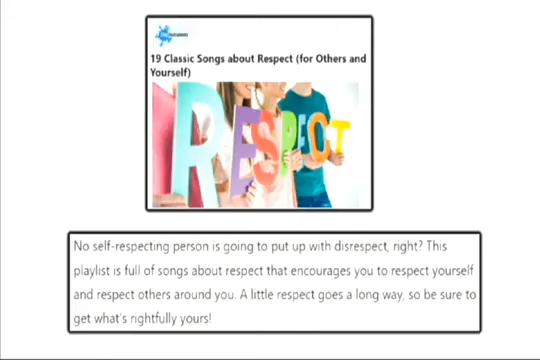 19 Classic Songs about Respect (for Others and
Yourself)
RESPECT
No self-respecting person is going to put up with disrespect, right? This
playlist is full of songs about respect that encourages you to respect yourself
and respect others around you. A little respect goes a long way, so be sure to
get what's rightfully yours!